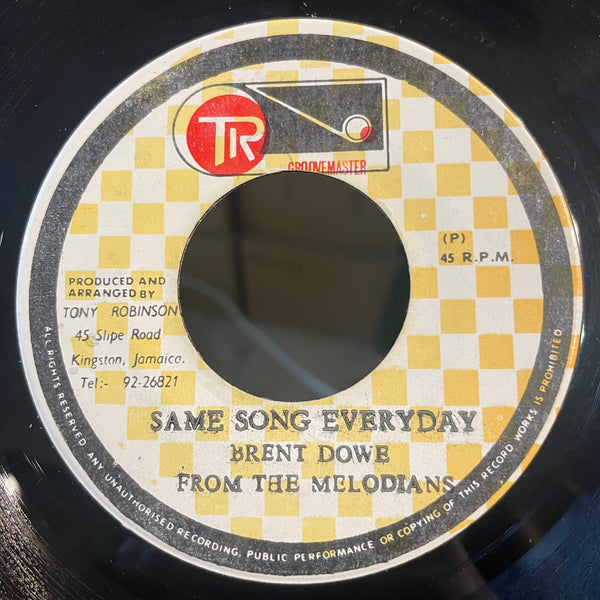 TR
GROOVEMASTER
(P)
45 R.P.M.
PRODUCED AND
ARRANGED BY
TONY ROBINSON
45 Slipe Road
Kingston, Jamaica.
Tel:- 92-26821
SAME SONG EVERYDAY
BRENT DOWE
FROM THE MELODIANS
ALL RIGHTS RESERVED. ANY UNAUTHORISED RECORDING, PUBLIC PERFORMANCE OR COPYING OF THIS RECORD WORKS IS PROHIBITED